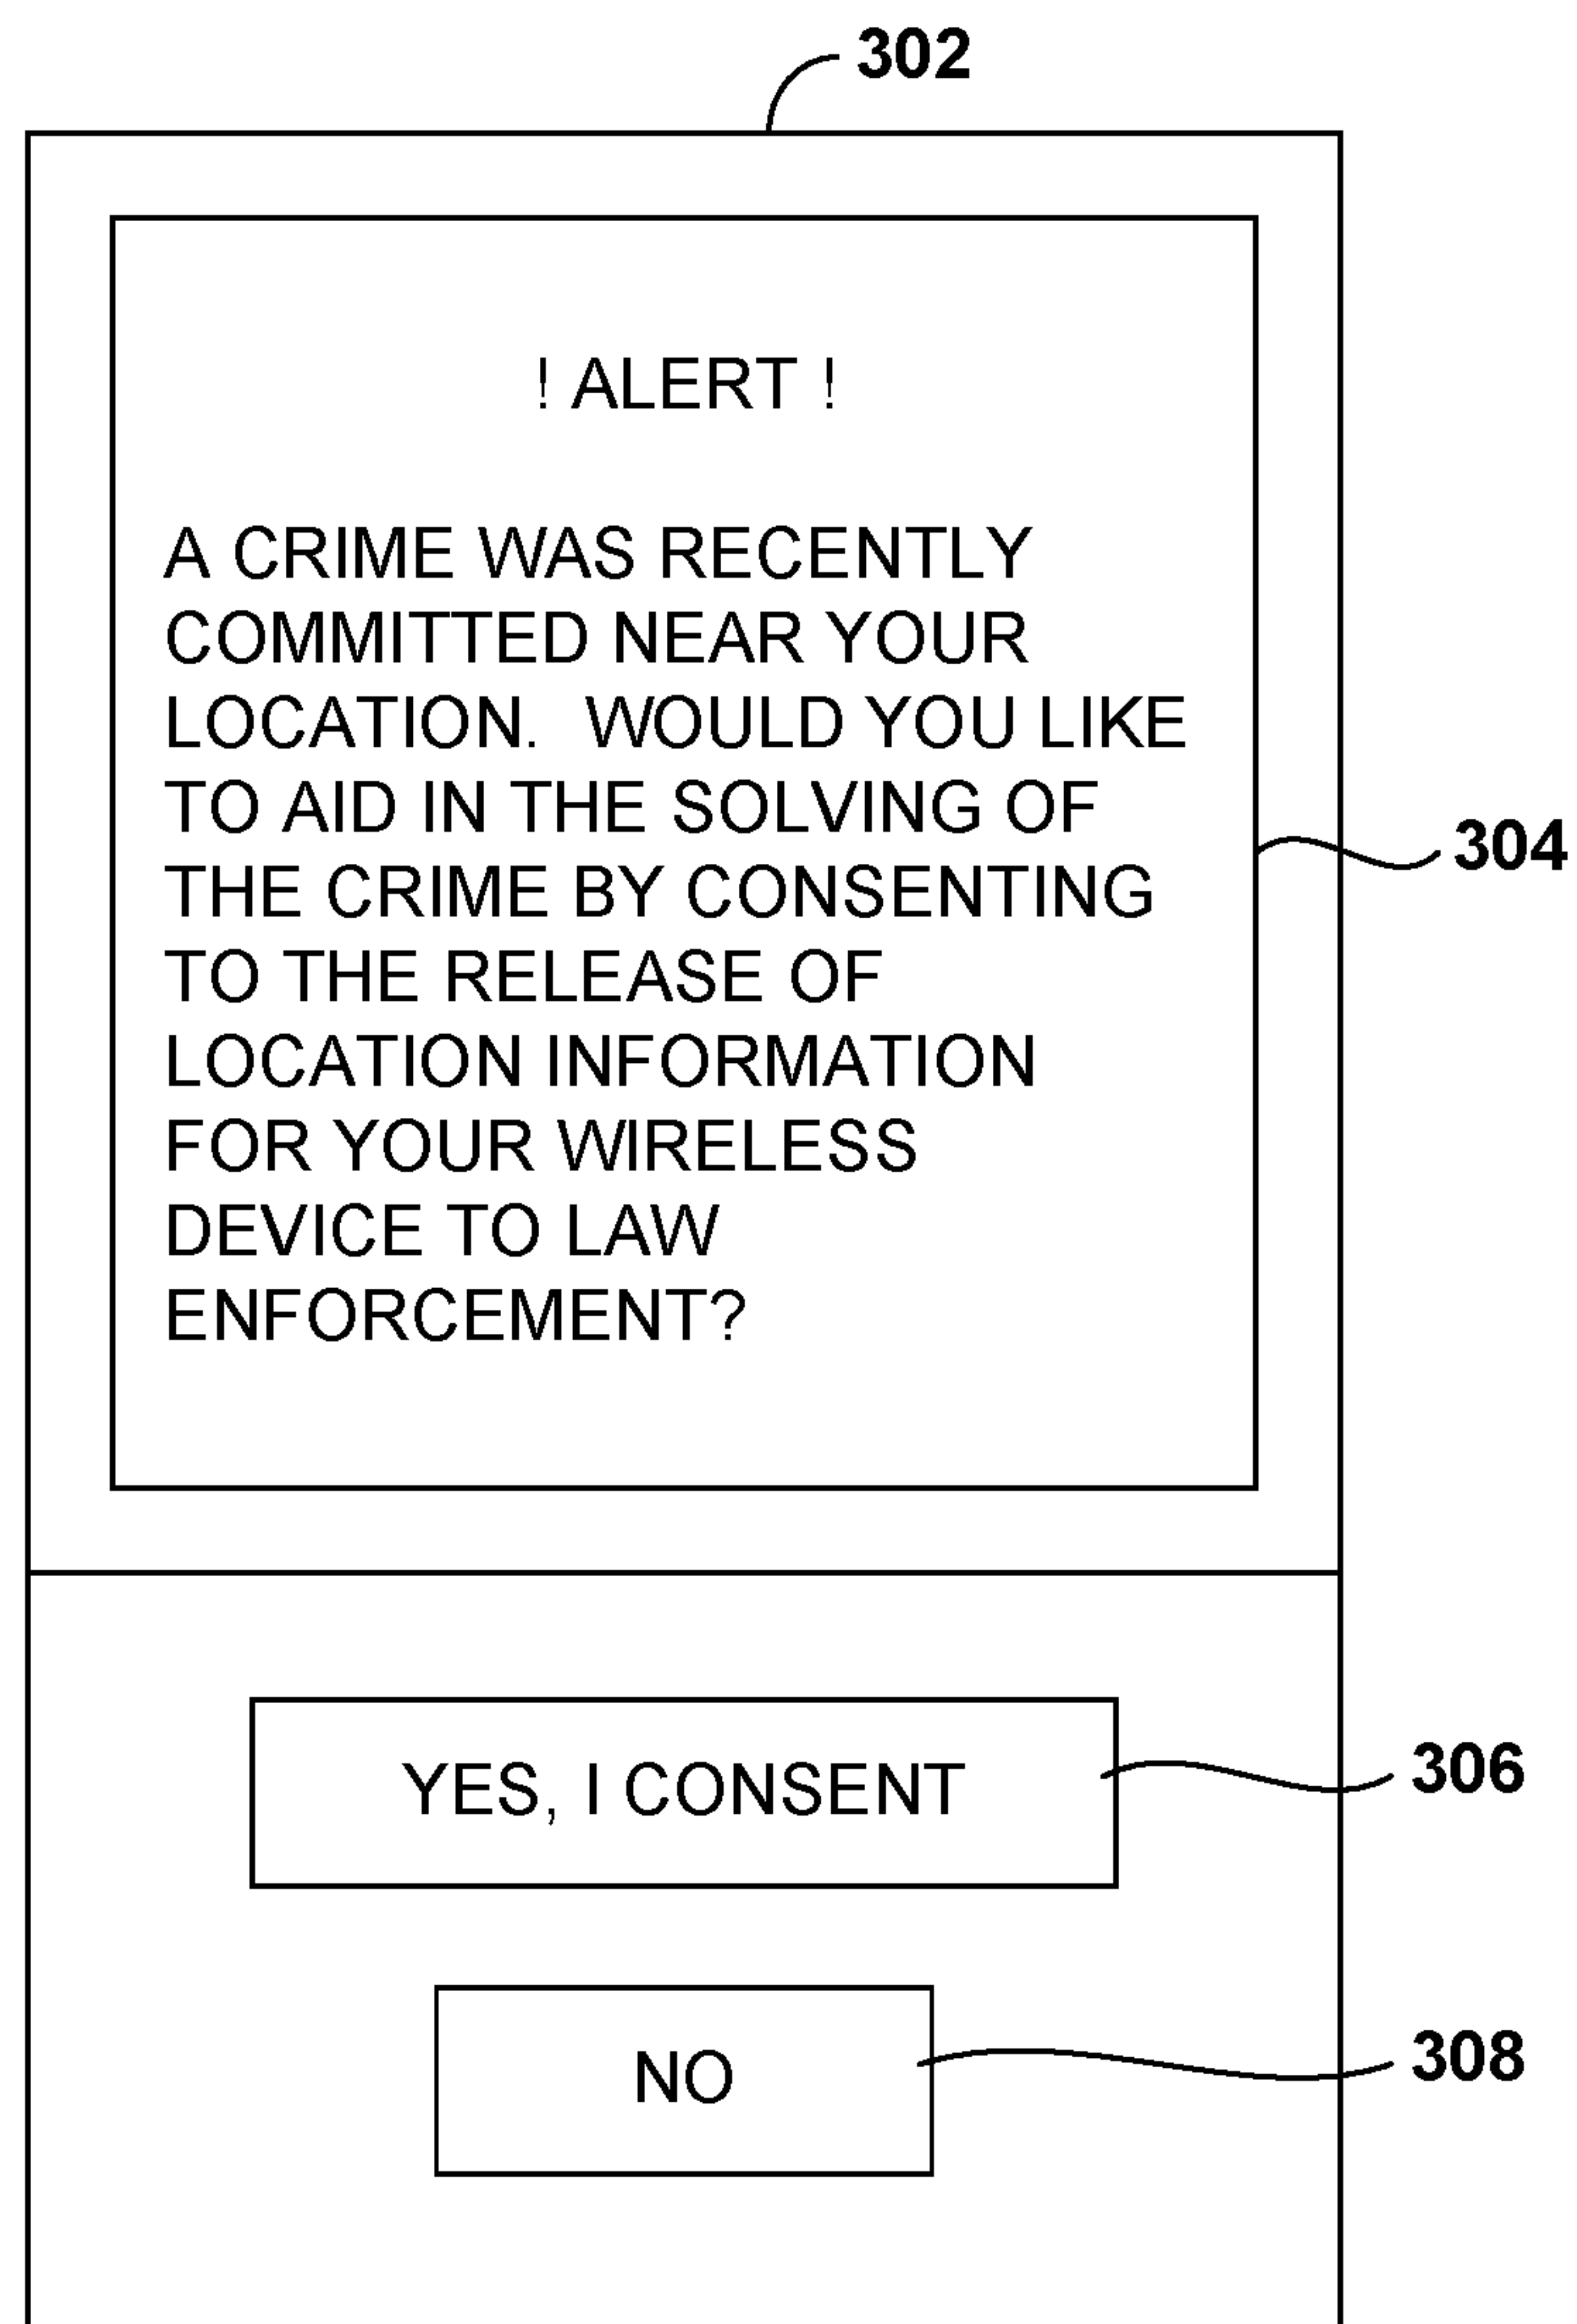 302
! ALERT !
A CRIME WAS RECENTLY
COMMITTED NEAR YOUR
LOCATION.  WOULD YOU LIKE
TO AID IN THE SOLVING OF
THE CRIME BY CONSENTING
TO THE RELEASE OF
LOCATION INFORMATION
FOR YOUR WIRELESS
DEVICE TO LAW
ENFORCEMENT?
304
YES, I CONSENT
306
NO
308